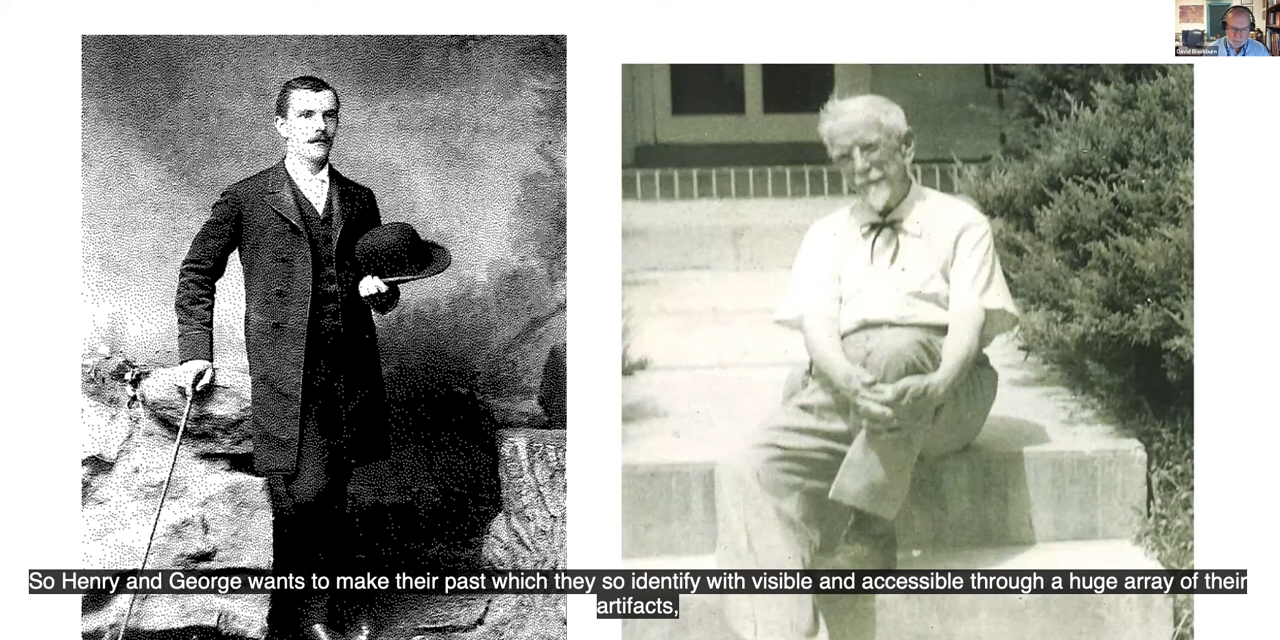 David Blackburn
So Henry and George wants to make their past which they so identify with visible and accessible through a huge array of their
artifacts,